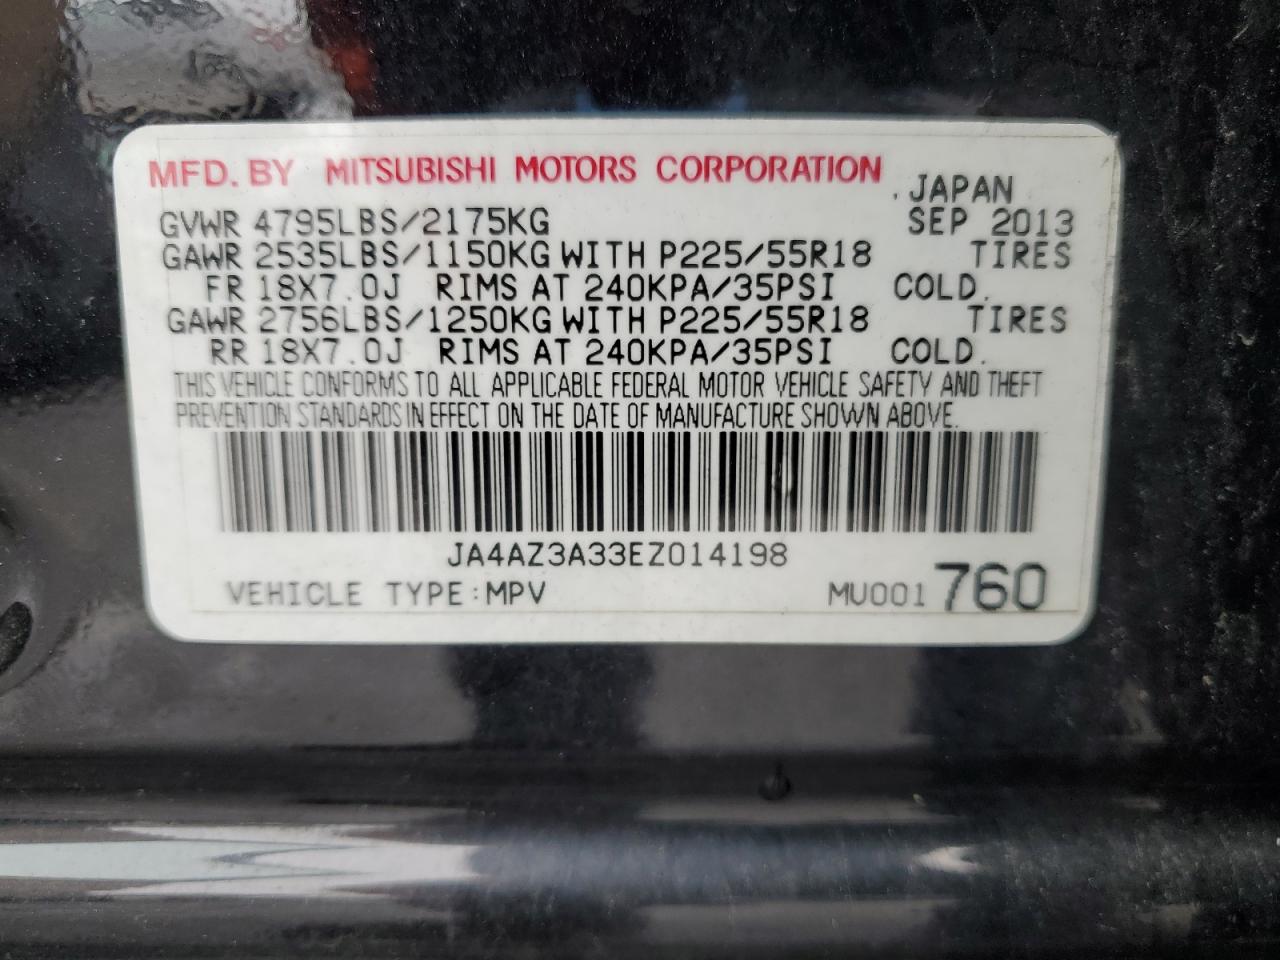 MFD. BY MITSUBISHI MOTORS CORPORATION
JAPAN
GVWR 4795LBS/2175KG SEP 2013
GAWR 2535LBS/1150KG WITH P225/55R18 TIRES
FR 18X7.0J RIMS AT 240KPA/35PSI COLD.
GAWR 2756LBS/1250KG WITH P225/55R18 TIRES
RR 18X7.0J RIMS AT 240KPA/35PSI COLD.
THIS VEHICLE CONFORMS TO ALL APPLICABLE FEDERAL MOTOR VEHICLE SAFETY AND THEFT
PREVENTION STANDARDS IN EFFECT ON THE DATE OF MANUFACTURE SHOWN ABOVE.
JA4AZ3A33EZ014198
VEHICLE TYPE:MPV MU001 760